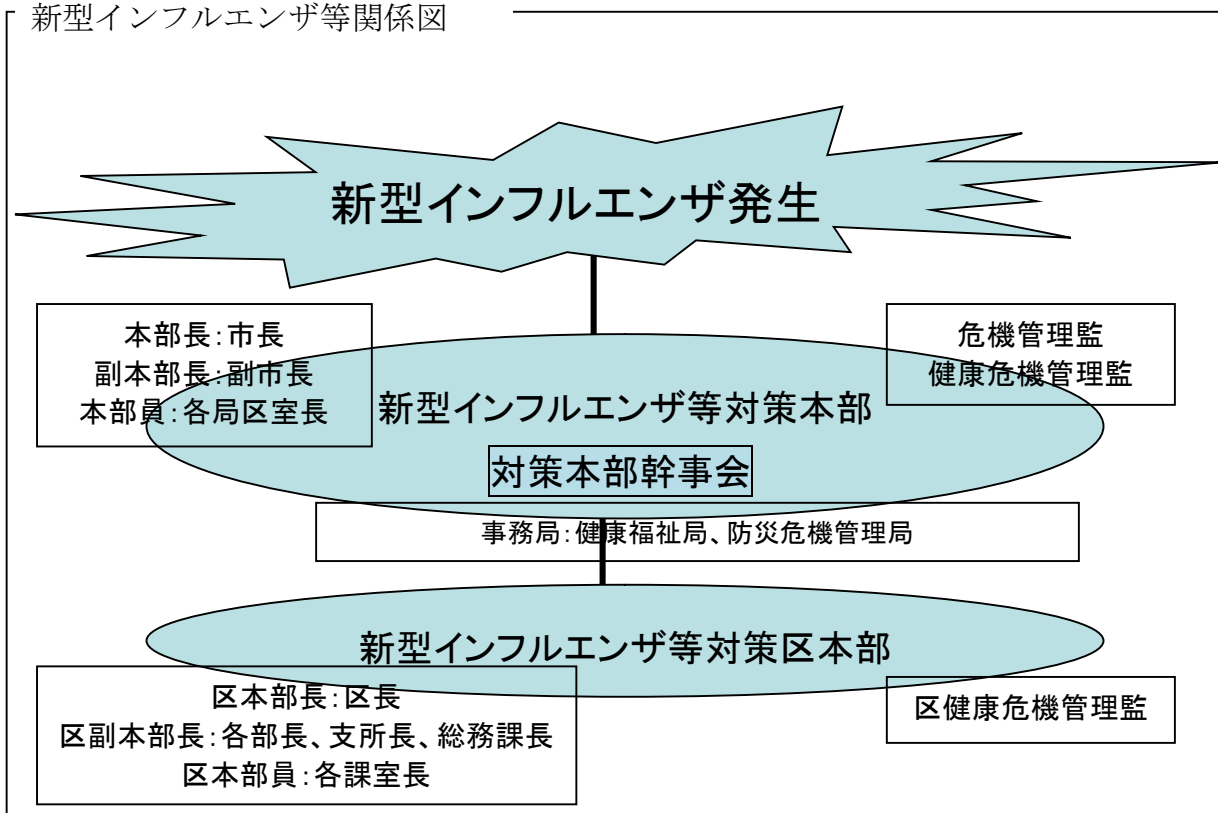 新型インフルエンザ等関係図
新型インフルエンザ発生
本部長：市長
副本部長：副市長
本部員：各局区室長
危機管理監
健康危機管理監
新型インフルエンザ等対策本部
対策本部幹事会
事務局：健康福祉局、防災危機管理局
新型インフルエンザ等対策区本部
区本部長：区長
区副本部長：各部長、支所長、総務課長
区本部員：各課室長
区健康危機管理監